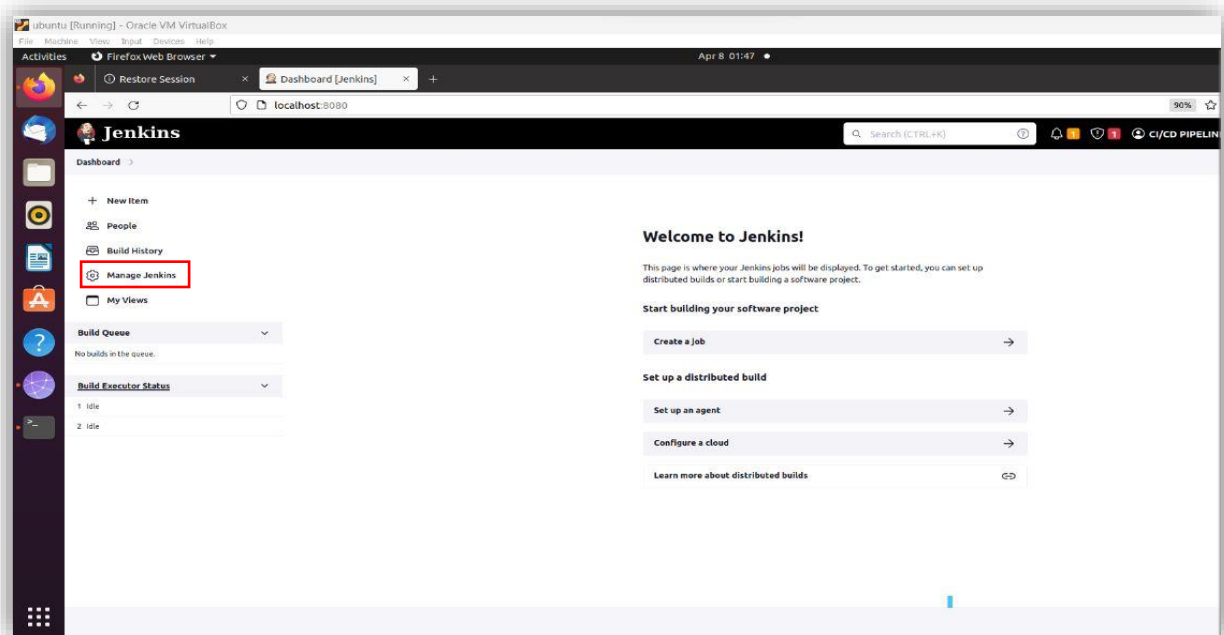 ubuntu [Running] - Oracle VM VirtualBox
File Machine View Input Devices Help
Activities Firefox Web Browser Apr 8 01:47
Restore Session × Dashboard [Jenkins] × +
localhost:8080 90%
Jenkins Search (CTRL+K) 1 1 CI/CD PIPELIN
Dashboard
New Item
People
Build History
Manage Jenkins
My Views
Build Queue
No builds in the queue.
Build Executor Status
1 Idle
2 Idle
Welcome to Jenkins!
This page is where your Jenkins jobs will be displayed. To get started, you can set up
distributed builds or start building a software project.
Start building your software project
Create a job
Set up a distributed build
Set up an agent
Configure a cloud
Learn more about distributed builds